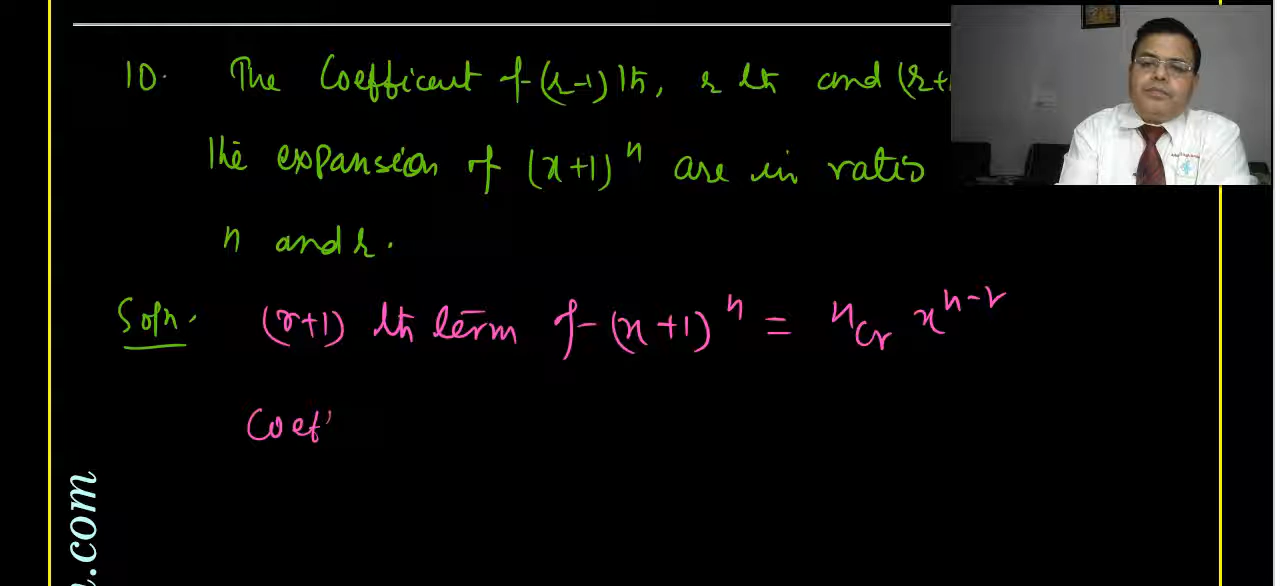 10. The Coefficent of (r-1)th, r th and (r+1
the expansion of (x+1)^n are in ratio
n and r.
Soln.
(r+1) th term of (x+1)^n = nCr x^{n-r}
Coef
.com